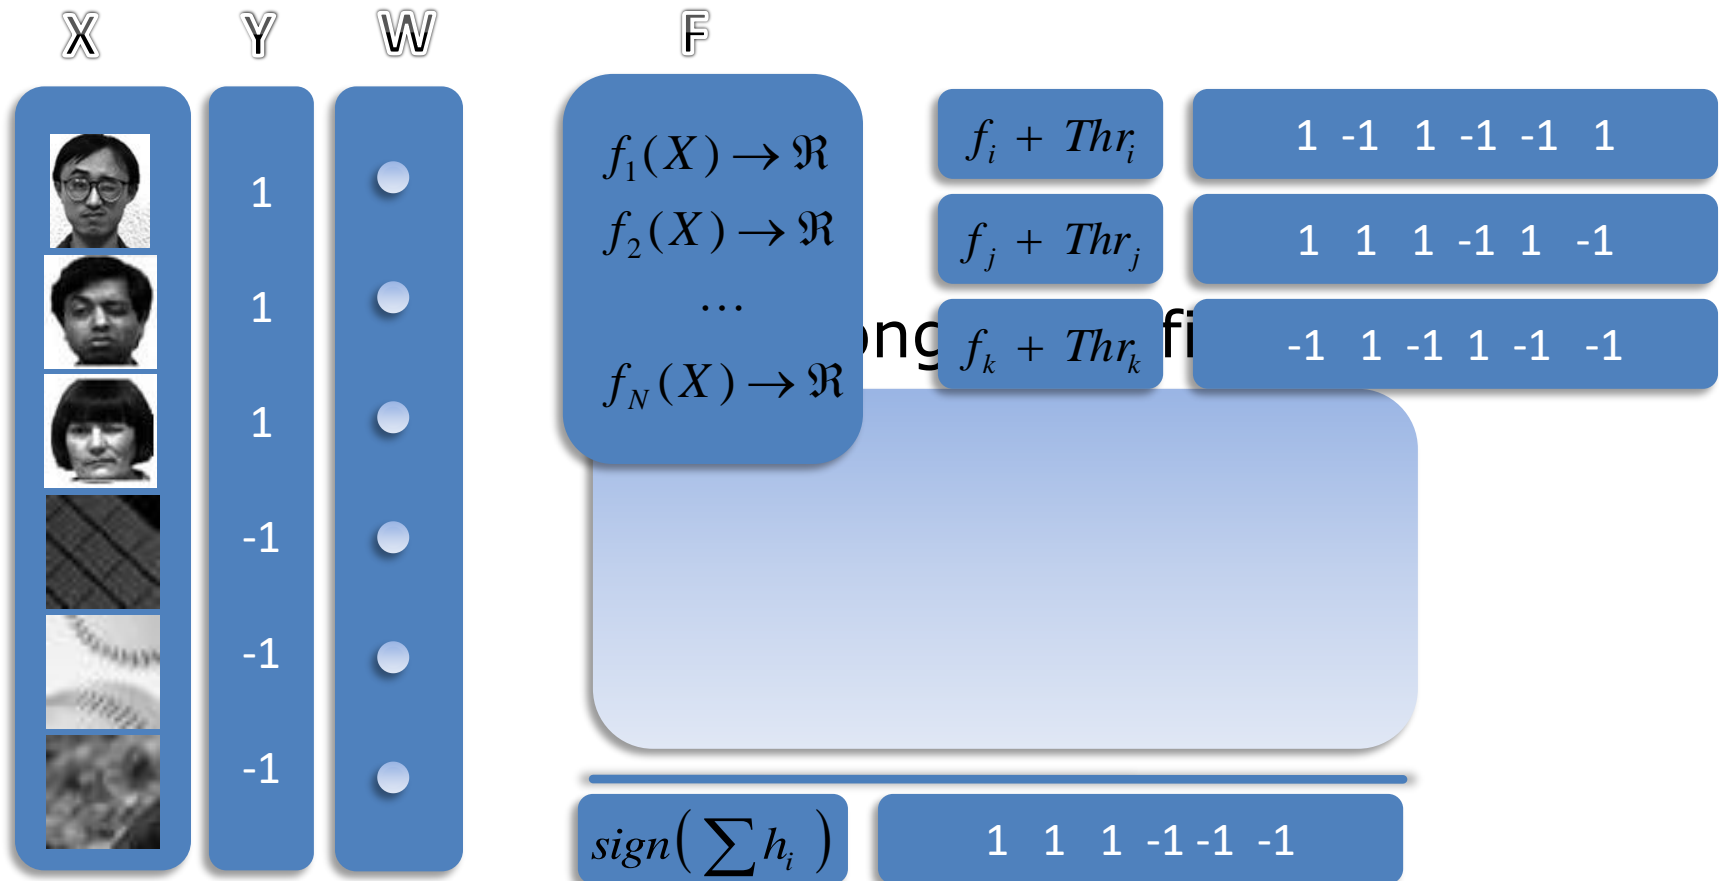 X Y W F
1
1
1
-1
-1
-1
f₁(X) → ℜ
f₂(X) → ℜ
...
f_N(X) → ℜ
fᵢ + Thrᵢ 1 -1 1 -1 -1 1
fⱼ + Thrⱼ 1 1 1 -1 1 -1
fₖ + Thrₖ -1 1 -1 1 -1 -1
sign(∑hᵢ) 1 1 1 -1 -1 -1